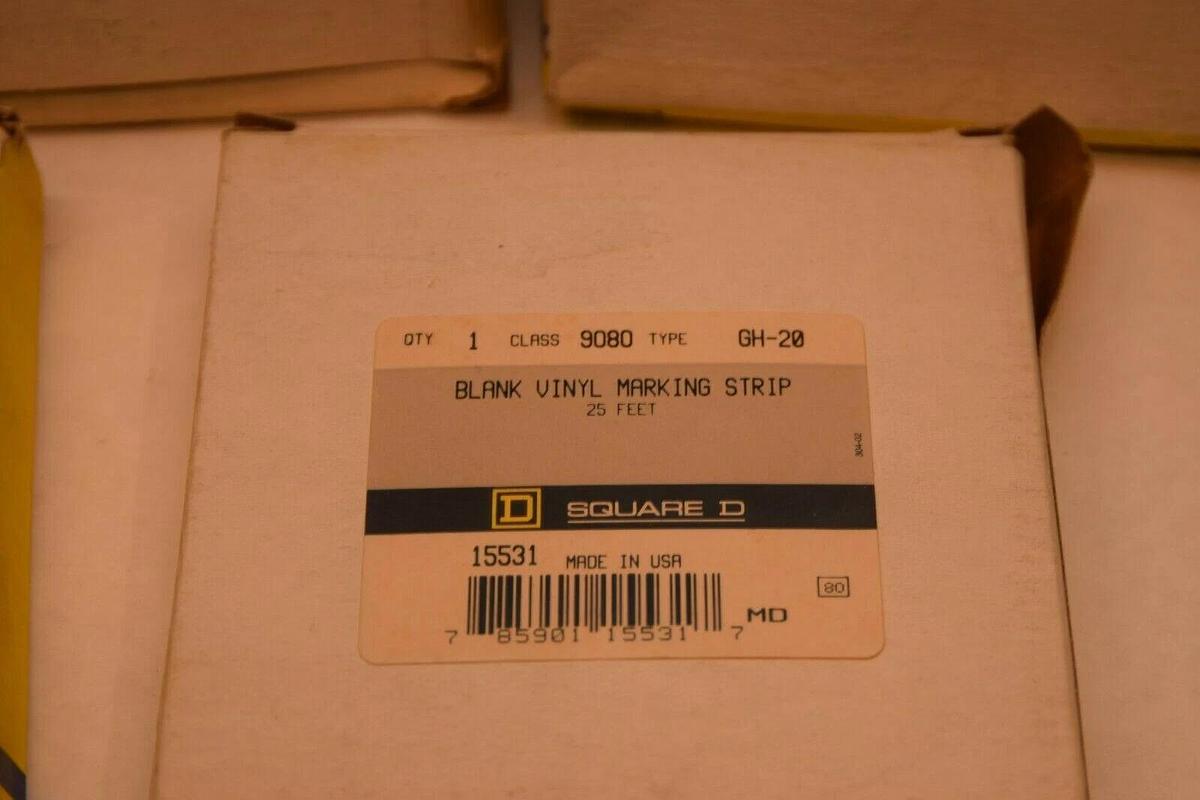 QTY 1 CLASS 9080 TYPE GH-20
BLANK VINYL MARKING STRIP
25 FEET
304-02
D SQUARE D
15531 MADE IN USA
80
MD
7 85901 15531 7